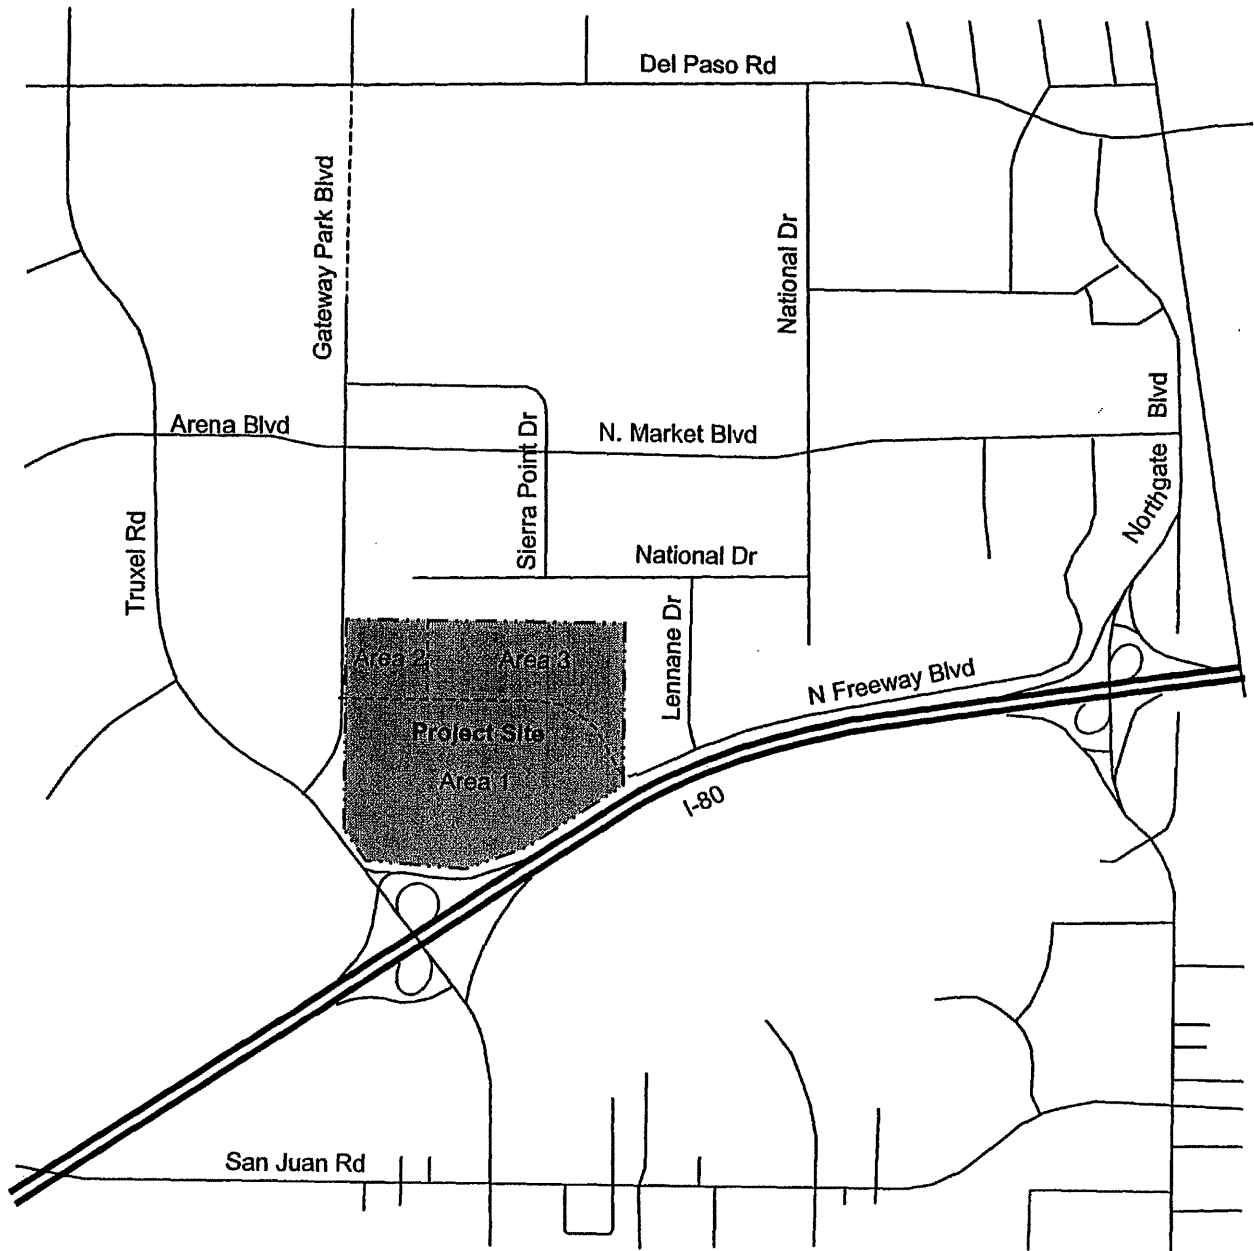 Del Paso Rd
Gateway Park Blvd
National Dr
Arena Blvd
N. Market Blvd
Sierra Point Dr
Northgate Blvd
Truxel Rd
National Dr
Lennane Dr
Area 2
Area 3
N Freeway Blvd
Project Site
Area 1
I-80
San Juan Rd